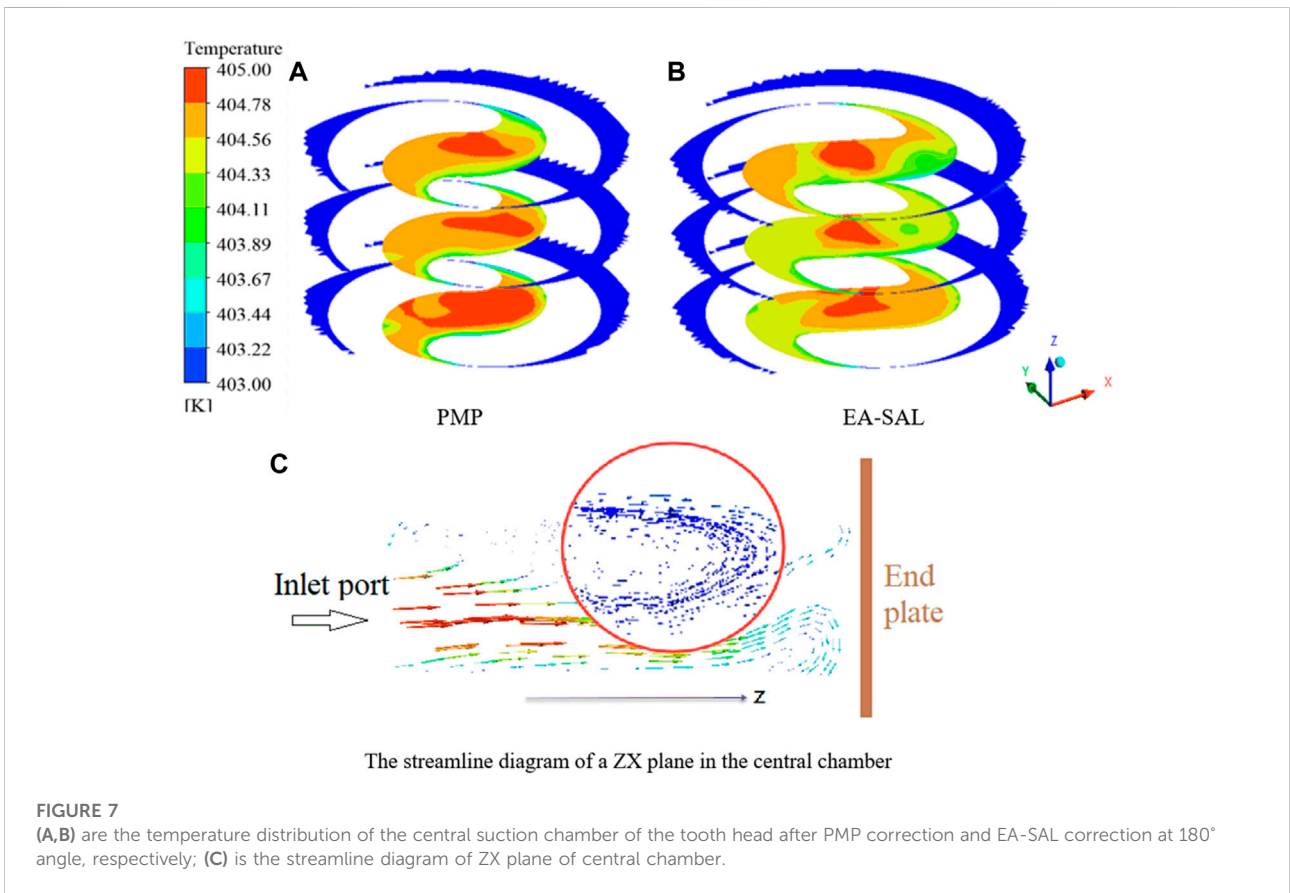 Temperature
405.00
404.78
404.56
404.33
404.11
403.89
403.67
403.44
403.22
403.00
[K]
A
B
PMP
EA-SAL
Z
Y
X
C
Inlet port
End
plate
Z
The streamline diagram of a ZX plane in the central chamber
FIGURE 7
(A,B) are the temperature distribution of the central suction chamber of the tooth head after PMP correction and EA-SAL correction at 180°
angle, respectively; (C) is the streamline diagram of ZX plane of central chamber.